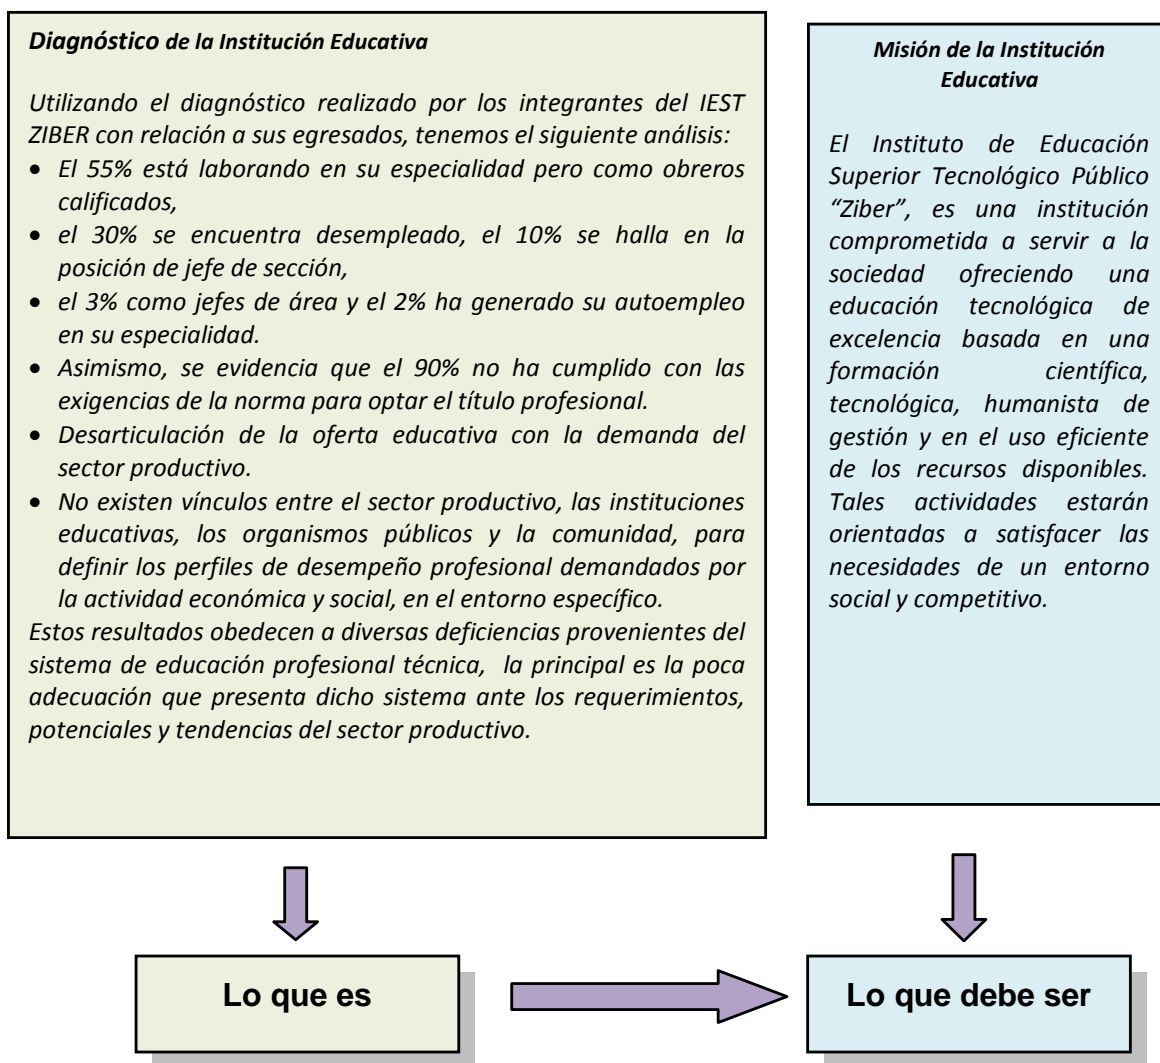 Diagnóstico de la Institución Educativa
Utilizando el diagnóstico realizado por los integrantes del IEST
ZIBER con relación a sus egresados, tenemos el siguiente análisis:
• El 55% está laborando en su especialidad pero como obreros
calificados,
• el 30% se encuentra desempleado, el 10% se halla en la
posición de jefe de sección,
• el 3% como jefes de área y el 2% ha generado su autoempleo
en su especialidad.
• Asimismo, se evidencia que el 90% no ha cumplido con las
exigencias de la norma para optar el título profesional.
• Desarticulación de la oferta educativa con la demanda del
sector productivo.
• No existen vínculos entre el sector productivo, las instituciones
educativas, los organismos públicos y la comunidad, para
definir los perfiles de desempeño profesional demandados por
la actividad económica y social, en el entorno específico.
Estos resultados obedecen a diversas deficiencias provenientes del
sistema de educación profesional técnica, la principal es la poca
adecuación que presenta dicho sistema ante los requerimientos,
potenciales y tendencias del sector productivo.
Misión de la Institución
Educativa
El Instituto de Educación
Superior Tecnológico Público
“Ziber”, es una institución
comprometida a servir a la
sociedad ofreciendo una
educación tecnológica de
excelencia basada en una
formación científica,
tecnológica, humanista de
gestión y en el uso eficiente
de los recursos disponibles.
Tales actividades estarán
orientadas a satisfacer las
necesidades de un entorno
social y competitivo.
Lo que es
Lo que debe ser